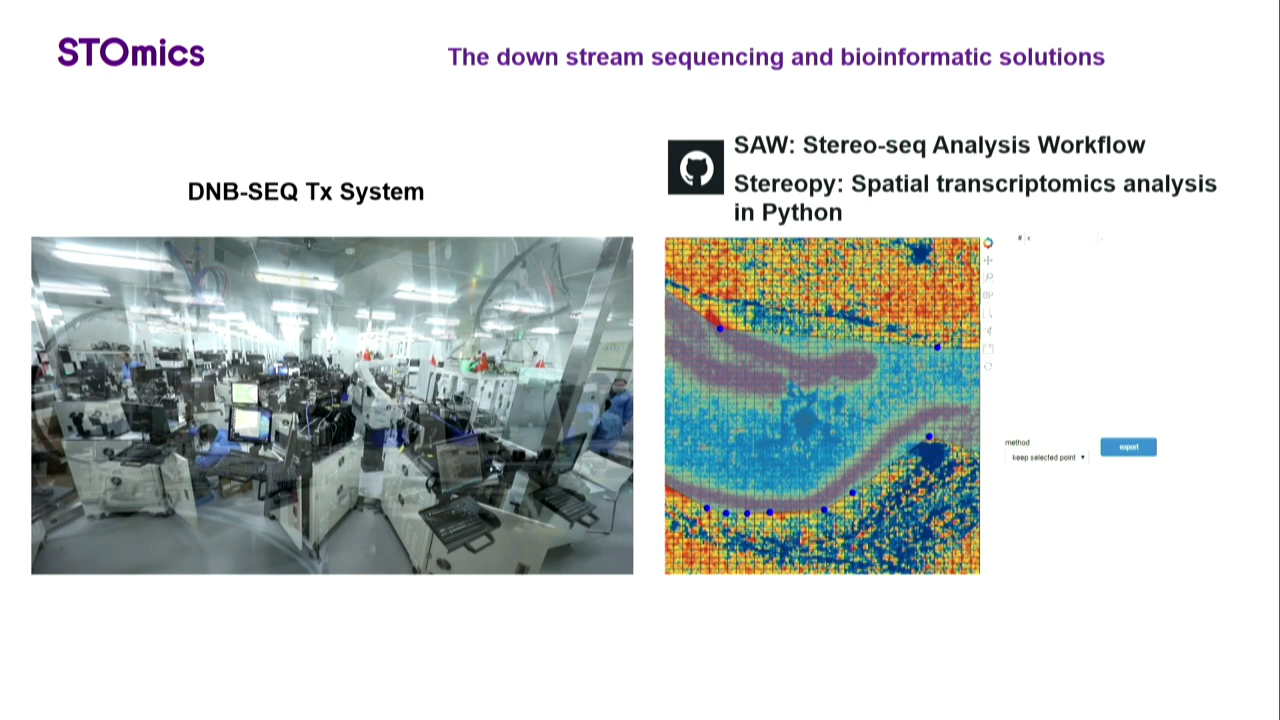 STOmics
The down stream sequencing and bioinformatic solutions
SAW: Stereo-seq Analysis Workflow
Stereopy: Spatial transcriptomics analysis
in Python
DNB-SEQ Tx System
# x
method
keep selected point
export